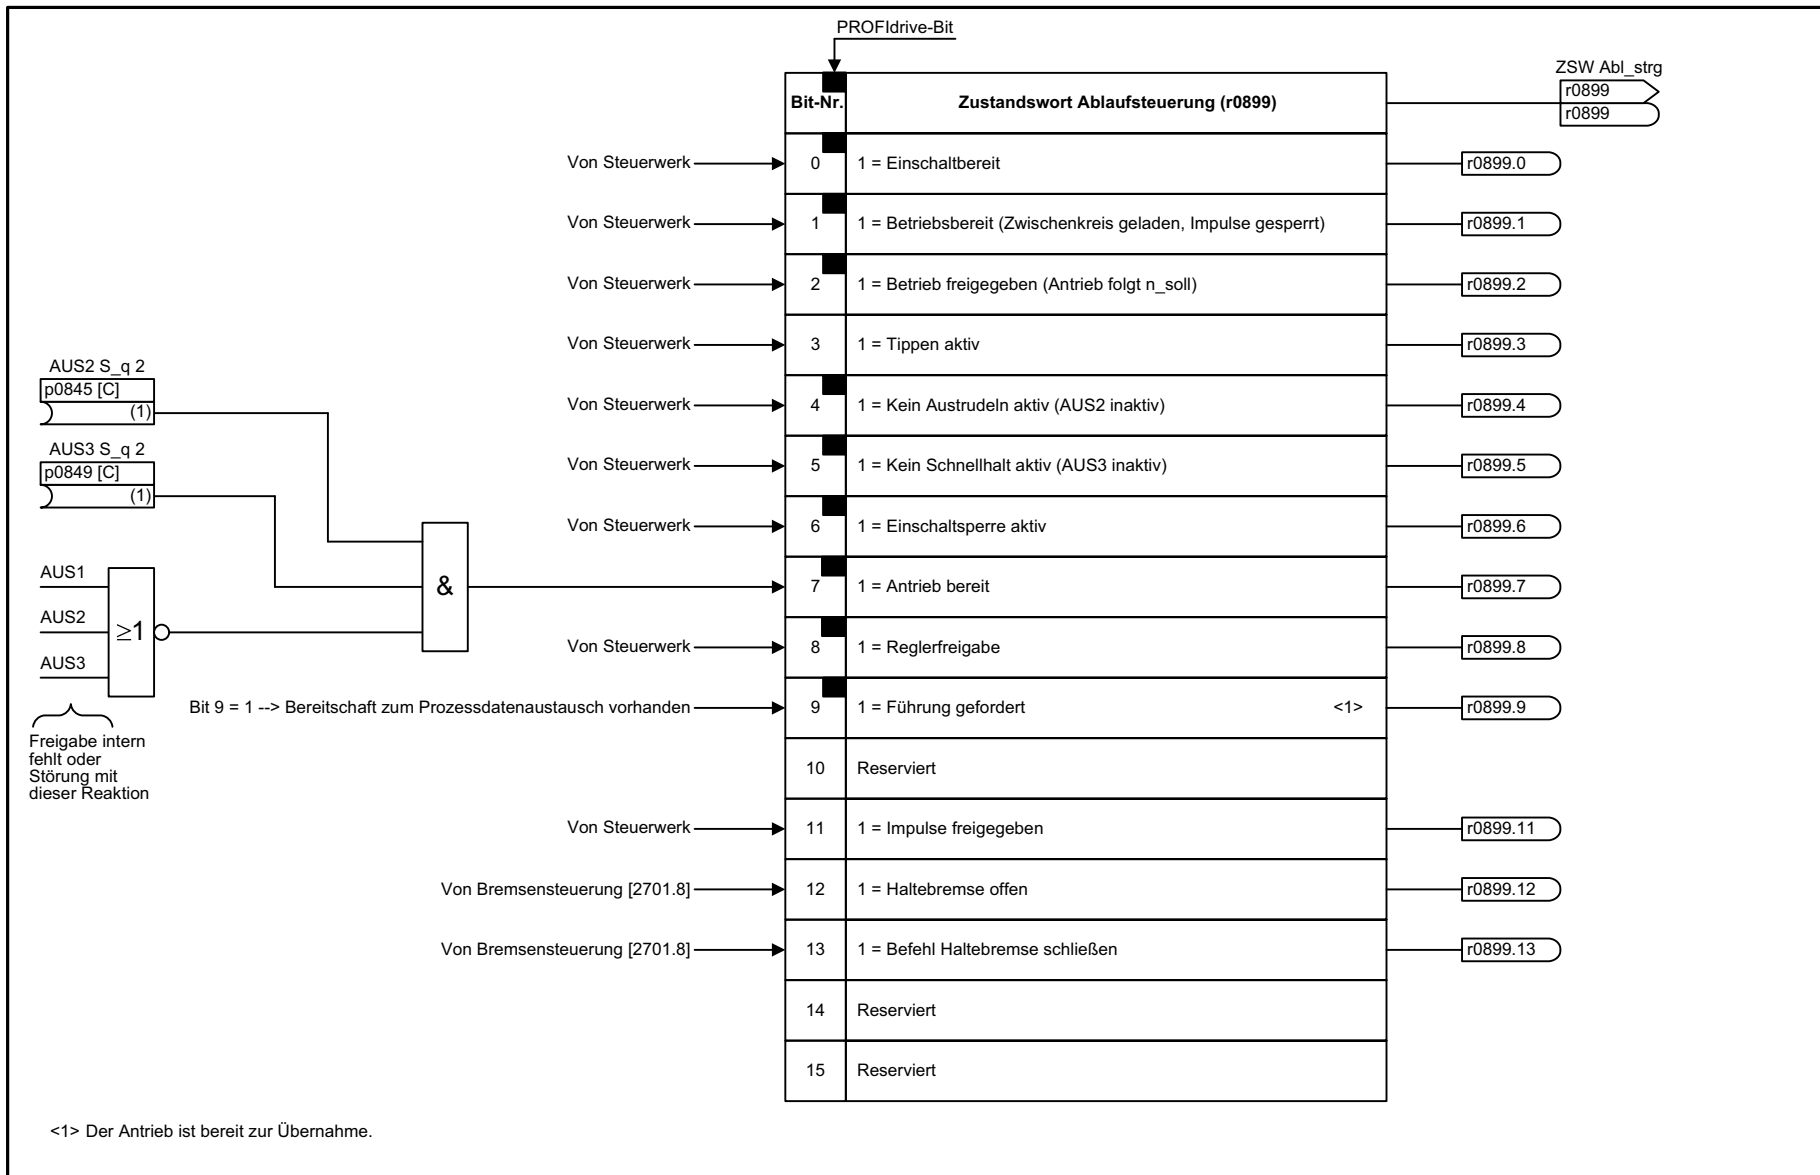 PROFIdrive-Bit
ZSW Abl_strg
r0899
r0899
Bit-Nr. Zustandswort Ablaufsteuerung (r0899)
Von Steuerwerk 0 1 = Einschaltbereit r0899.0
Von Steuerwerk 1 1 = Betriebsbereit (Zwischenkreis geladen, Impulse gesperrt) r0899.1
Von Steuerwerk 2 1 = Betrieb freigegeben (Antrieb folgt n_soll) r0899.2
Von Steuerwerk 3 1 = Tippen aktiv r0899.3
AUS2 S_q 2
p0845 [C]
(1)
Von Steuerwerk 4 1 = Kein Austrudeln aktiv (AUS2 inaktiv) r0899.4
AUS3 S_q 2
p0849 [C]
(1)
Von Steuerwerk 5 1 = Kein Schnellhalt aktiv (AUS3 inaktiv) r0899.5
Von Steuerwerk 6 1 = Einschaltsperre aktiv r0899.6
AUS1
AUS2
AUS3
≥1
&
7 1 = Antrieb bereit r0899.7
Von Steuerwerk 8 1 = Reglerfreigabe r0899.8
Bit 9 = 1 --> Bereitschaft zum Prozessdatenaustausch vorhanden 9 1 = Führung gefordert <1> r0899.9
Freigabe intern
fehlt oder
Störung mit
dieser Reaktion
10 Reserviert
Von Steuerwerk 11 1 = Impulse freigegeben r0899.11
Von Bremsensteuerung [2701.8] 12 1 = Haltebremse offen r0899.12
Von Bremsensteuerung [2701.8] 13 1 = Befehl Haltebremse schließen r0899.13
14 Reserviert
15 Reserviert
<1> Der Antrieb ist bereit zur Übernahme.